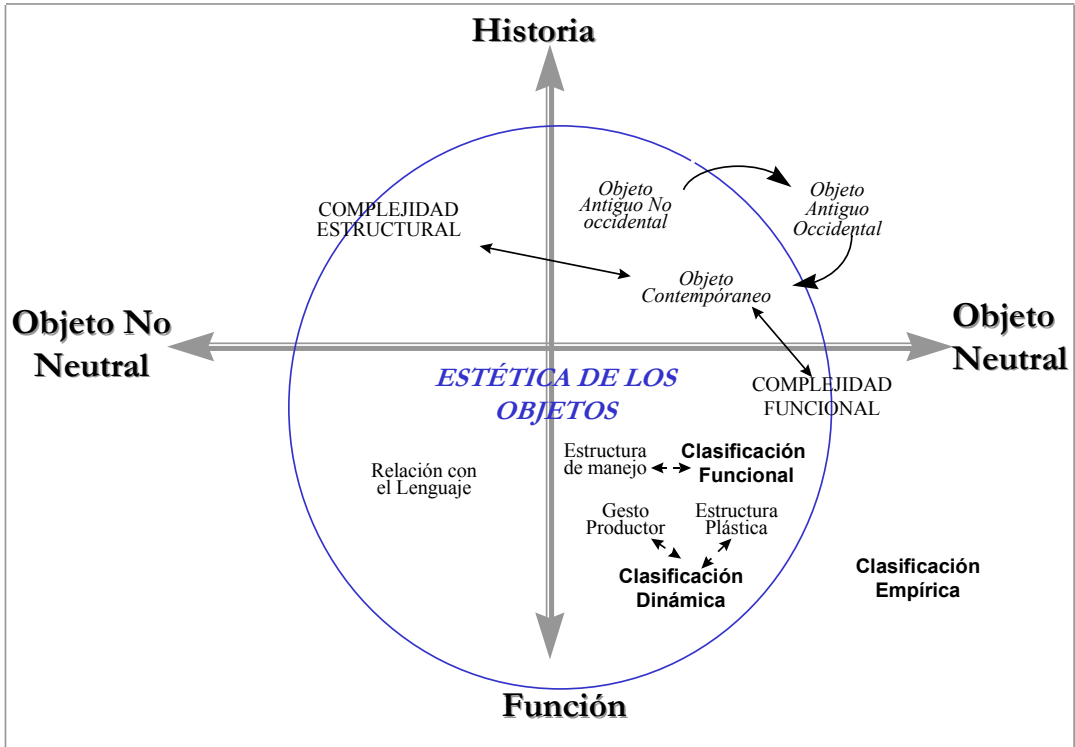 Historia
Objeto
Antiguo No
occidental
Objeto
Antiguo
Occidental
COMPLEJIDAD
ESTRUCTURAL
Objeto
Contempóraneo
Objeto No
Neutral
Objeto
Neutral
ESTÉTICA DE LOS
OBJETOS
COMPLEJIDAD
FUNCIONAL
Relación con
el Lenguaje
Estructura
de manejo
Clasificación
Funcional
Gesto
Productor
Estructura
Plástica
Clasificación
Dinámica
Clasificación
Empírica
Función